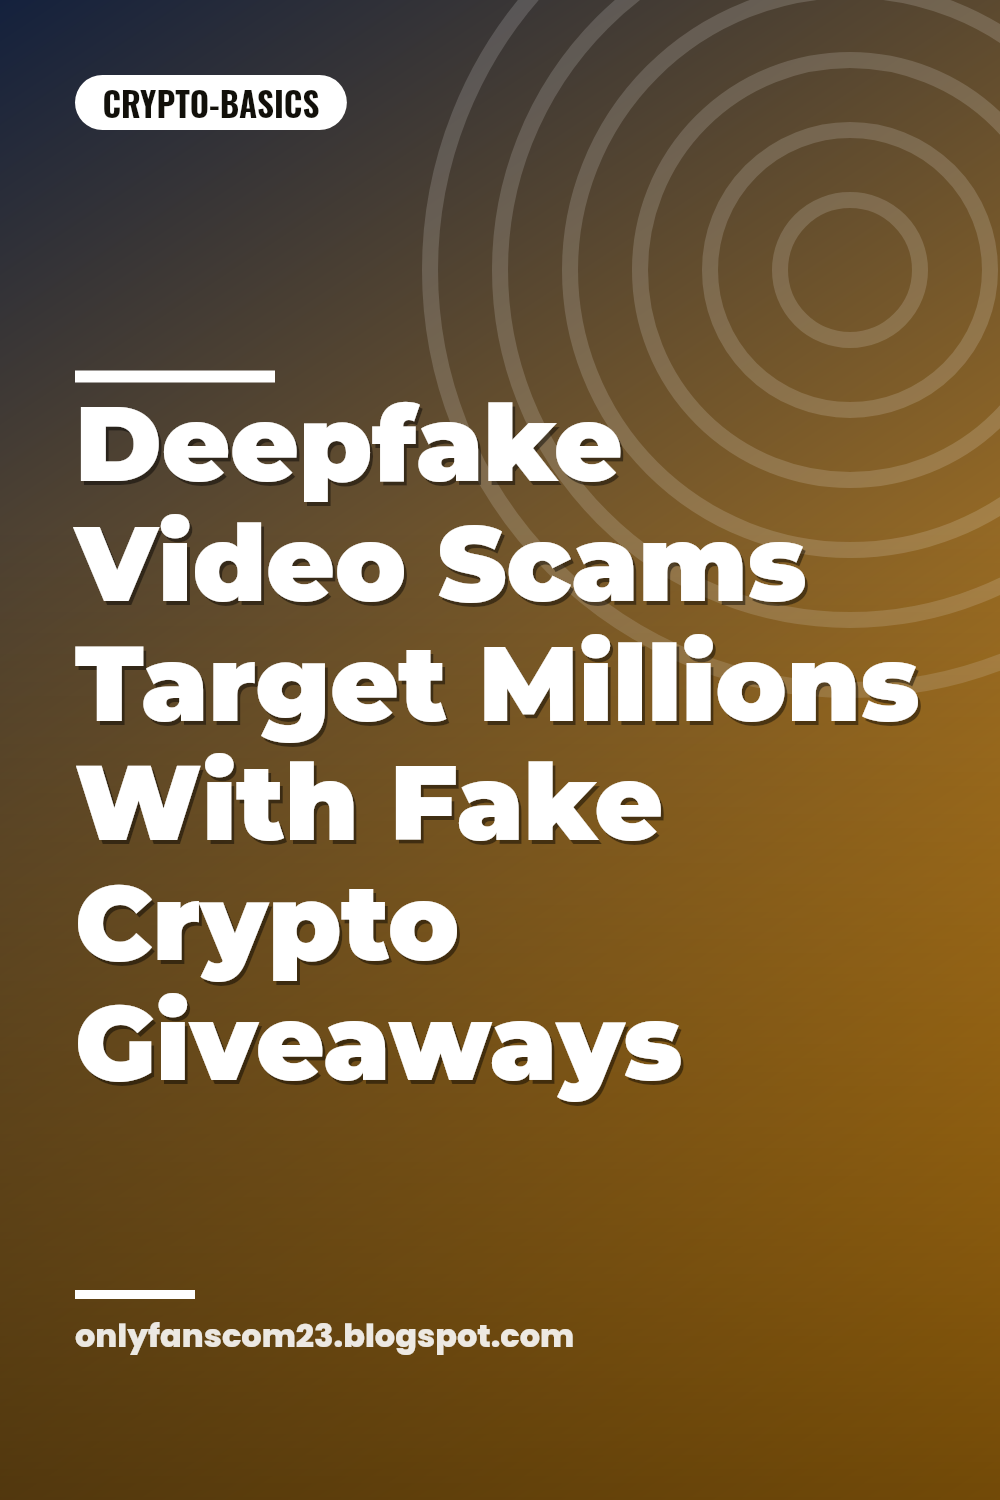 CRYPTO-BASICS
Deepfake
Video Scams
Target Millions
With Fake
Crypto
Giveaways
onlyfanscom23.blogspot.com